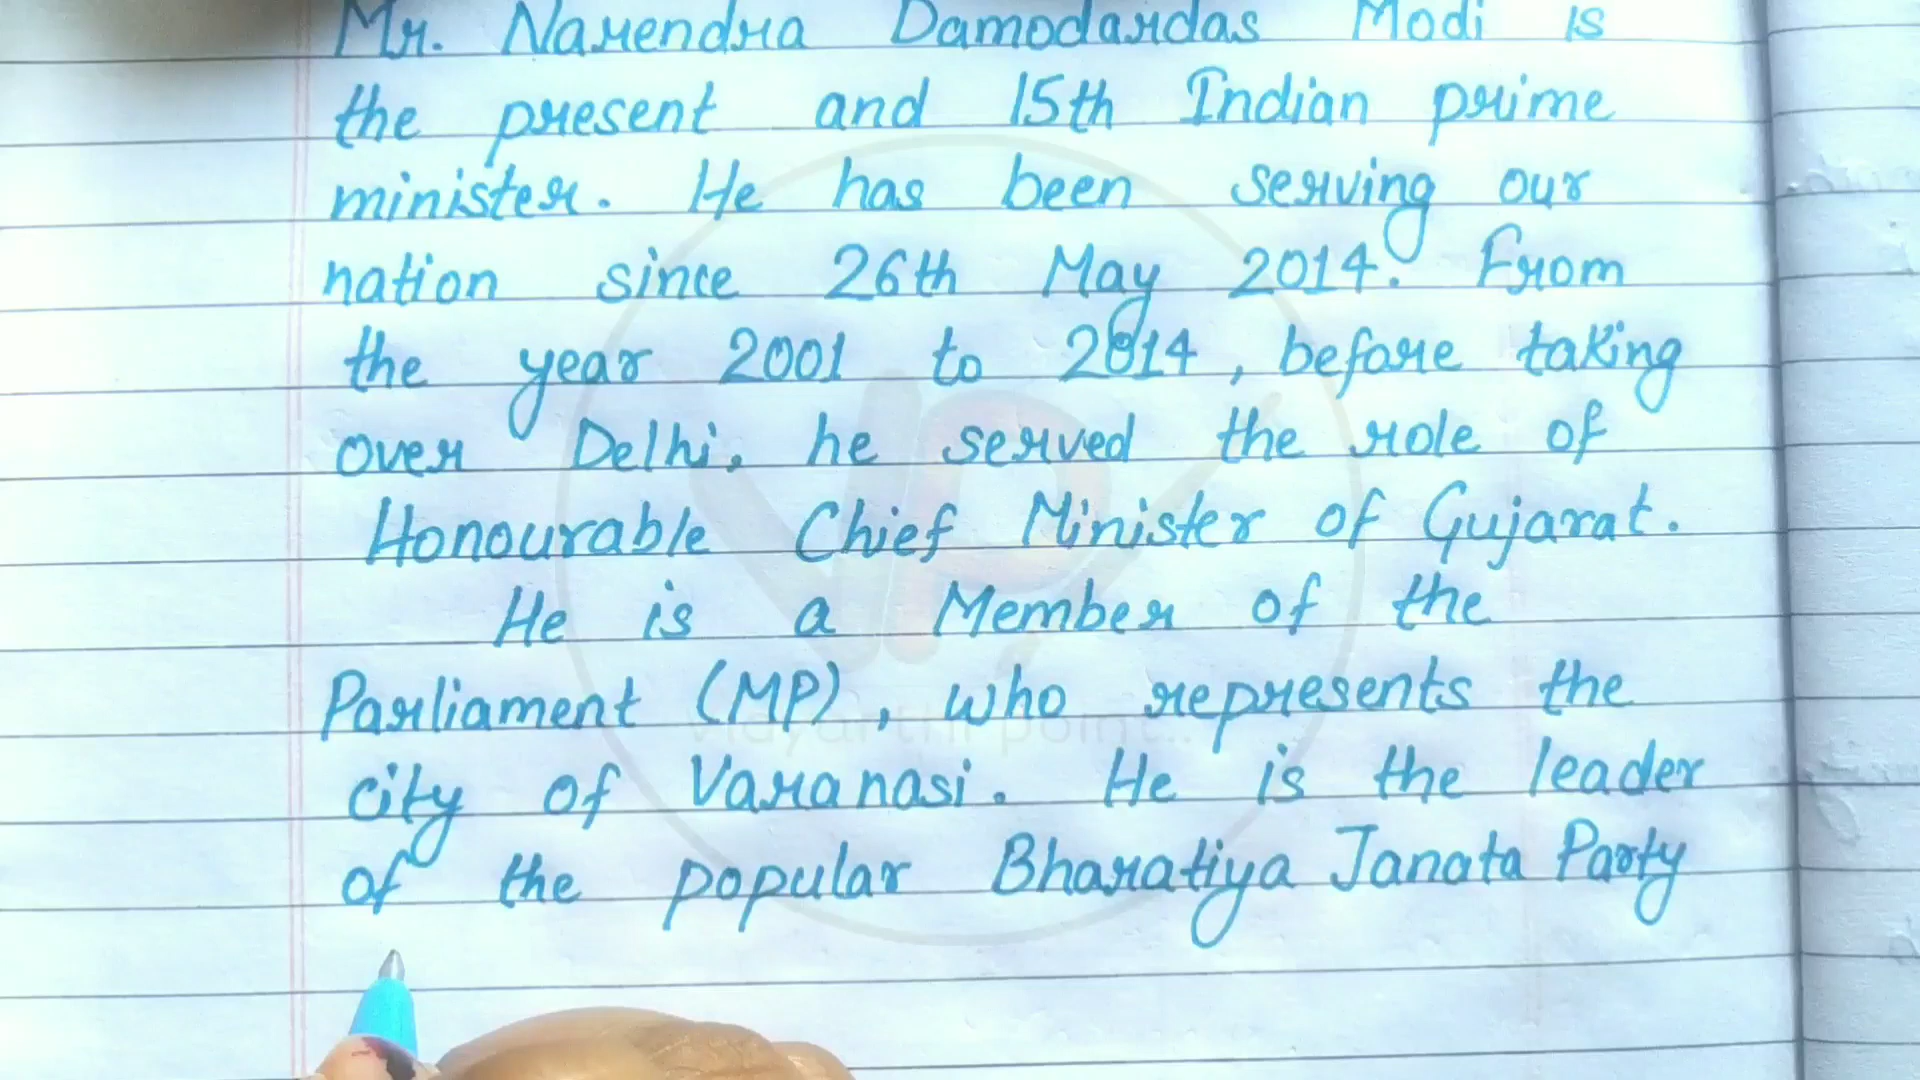 Mr. Narendra Damodardas Modi is
the present and 15th Indian prime
minister. He has been serving our
nation since 26th May 2014. From
the year 2001 to 2014, before taking
over Delhi, he served the role of
Honourable Chief Minister of Gujarat.
He is a Member of the
Parliament (MP), who represents the
vidyarthi point..
city of Varanasi. He is the leader
of the popular Bharatiya Janata Party